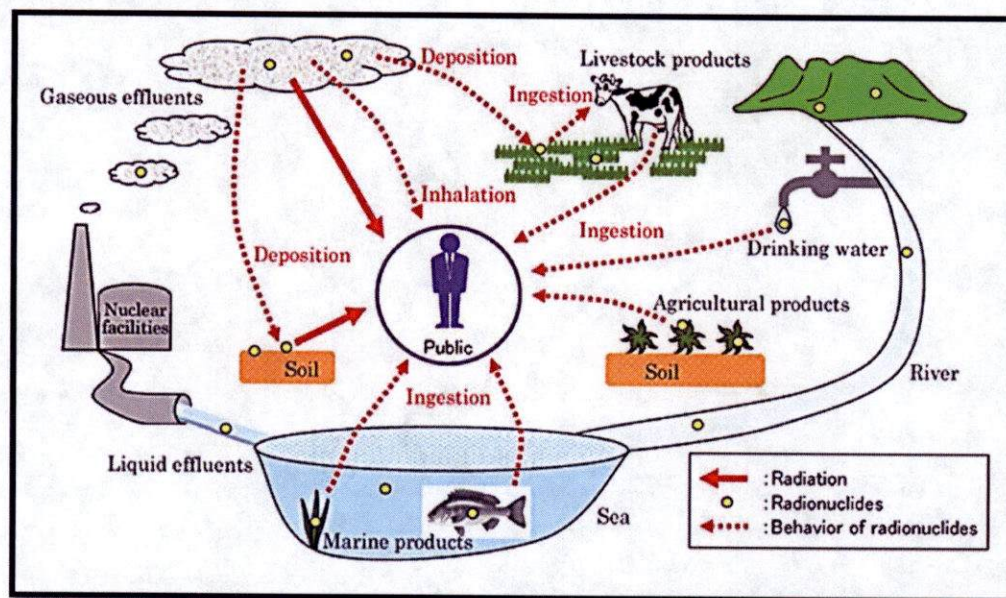 Deposition
Livestock products
Gaseous effluents
Ingestion
Inhalation
Ingestion
Deposition
Drinking water
Nuclear
facilities
Agricultural products
Public
Soil
Soil
River
Ingestion
Liquid effluents
Sea
Marine products
:Radiation
:Radionuclides
:Behavior of radionuclides